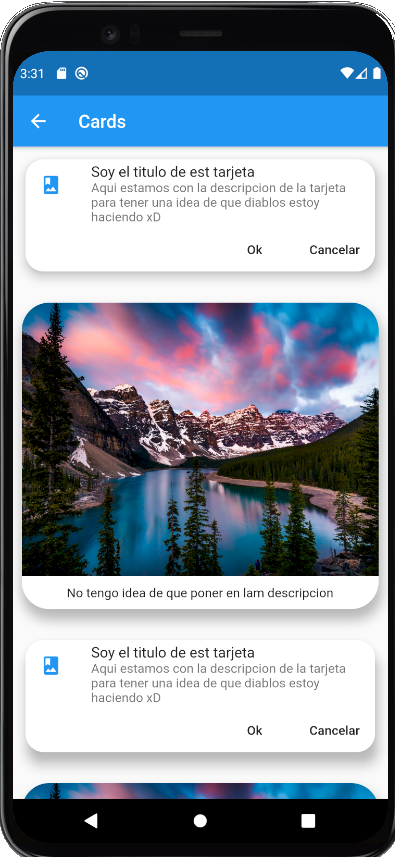 3:31
Cards
Soy el titulo de est tarjeta
Aqui estamos con la descripcion de la tarjeta
para tener una idea de que diablos estoy
haciendo xD
Ok Cancelar
No tengo idea de que poner en lam descripcion
Soy el titulo de est tarjeta
Aqui estamos con la descripcion de la tarjeta
para tener una idea de que diablos estoy
haciendo xD
Ok Cancelar